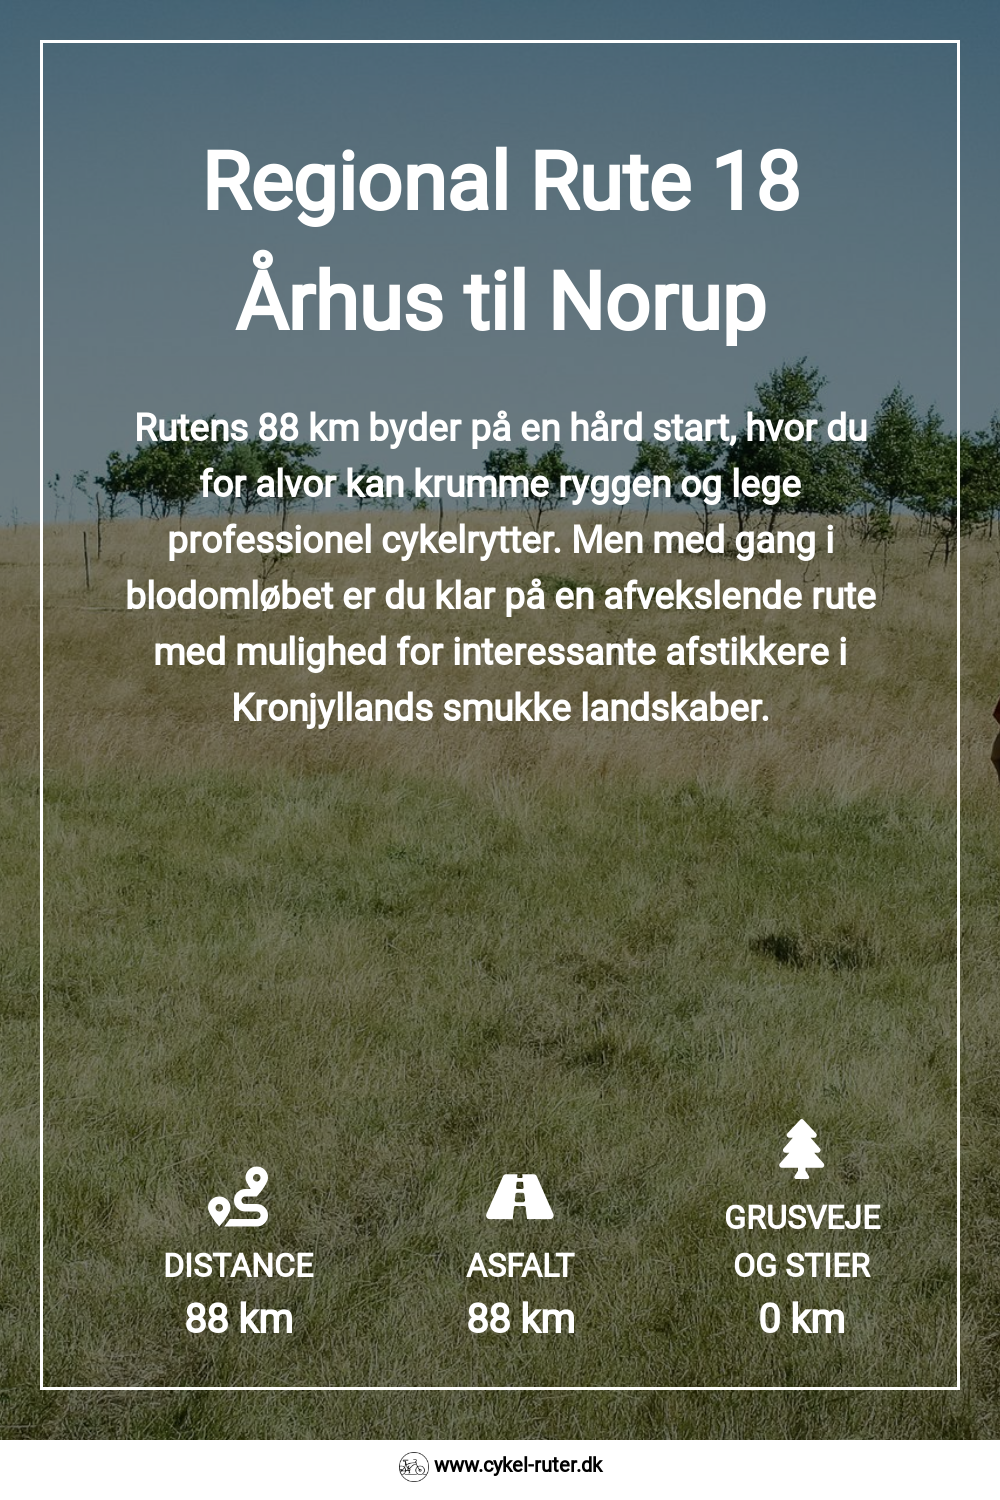 Regional Rute 18
Århus til Norup
Rutens 88 km byder på en hård start, hvor du
for alvor kan krumme ryggen og lege
professionel cykelrytter. Men med gang i
blodomløbet er du klar på en afvekslende rute
med mulighed for interessante afstikkere i
Kronjyllands smukke landskaber.
DISTANCE
88 km
ASFALT
88 km
GRUSVEJE
OG STIER
0 km
www.cykel-ruter.dk